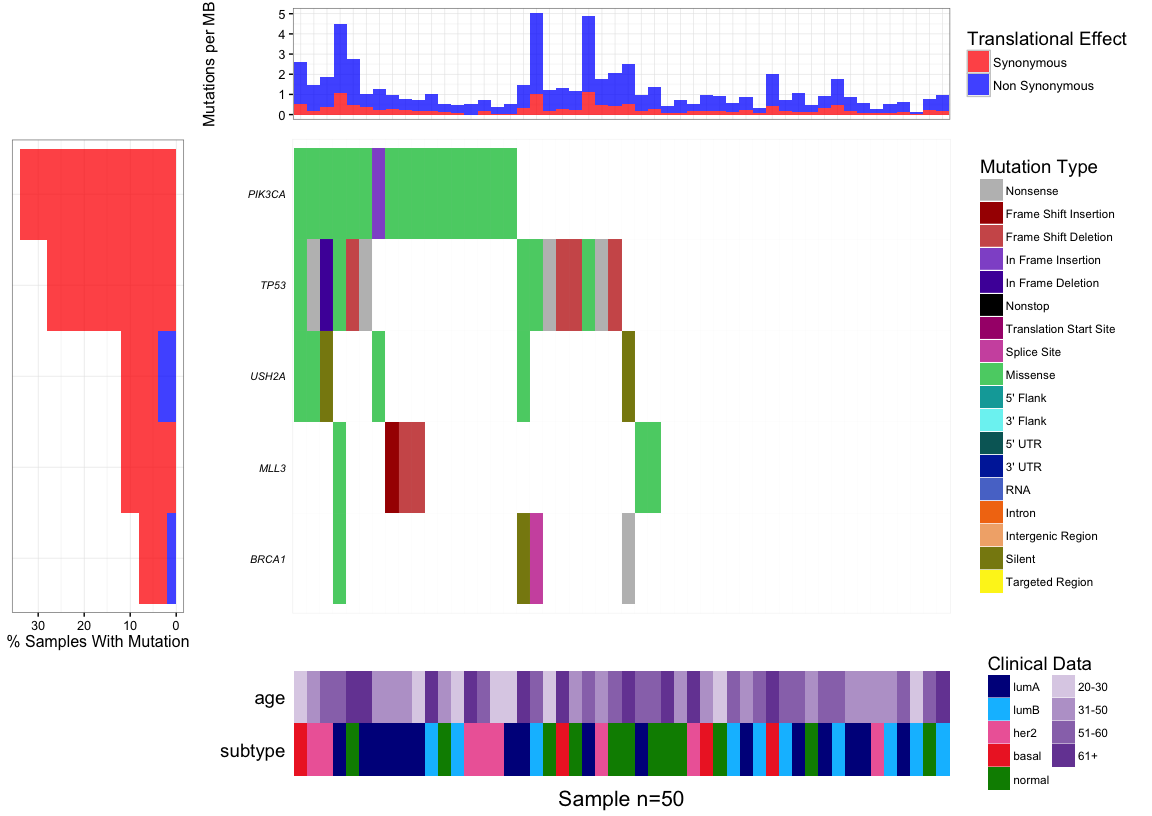 Mutations per MB
5
4
3
2
1
0
Translational Effect
Synonymous
Non Synonymous
PIK3CA
TP53
USH2A
MLL3
BRCA1
30 20 10 0
% Samples With Mutation
Mutation Type
Nonsense
Frame Shift Insertion
Frame Shift Deletion
In Frame Insertion
In Frame Deletion
Nonstop
Translation Start Site
Splice Site
Missense
5' Flank
3' Flank
5' UTR
3' UTR
RNA
Intron
Intergenic Region
Silent
Targeted Region
age
subtype
Sample n=50
Clinical Data
lumA 20-30
lumB 31-50
her2 51-60
basal 61+
normal